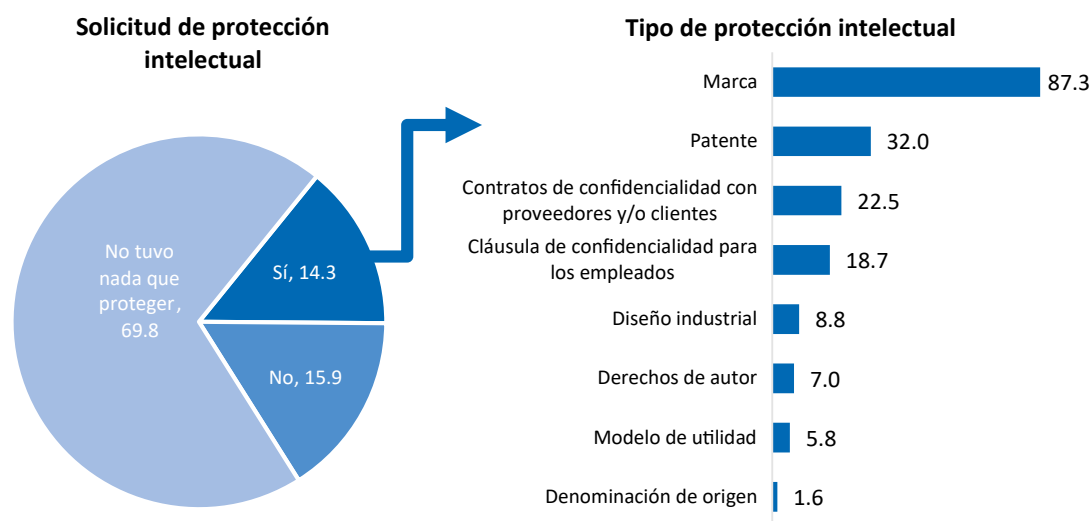 Solicitud de protección
intelectual
No tuvo
nada que
proteger,
69.8
Sí, 14.3
No, 15.9
Tipo de protección intelectual
Marca
87.3
Patente
32.0
Contratos de confidencialidad con
proveedores y/o clientes
22.5
Cláusula de confidencialidad para
los empleados
18.7
Diseño industrial
8.8
Derechos de autor
7.0
Modelo de utilidad
5.8
Denominación de origen
1.6